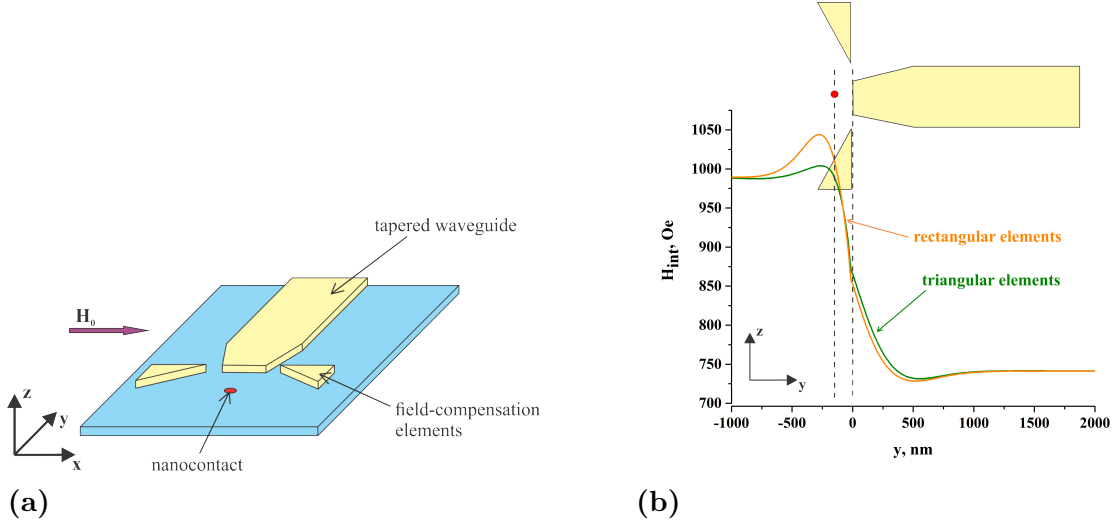 tapered waveguide
H₀
z
y
x
field-compensation
elements
nanocontact
(a)
H_int, Oe
1050
1000
950
900
850
800
750
700
rectangular elements
triangular elements
z
y
-1000
-500
0
500
1000
1500
2000
y, nm
(b)